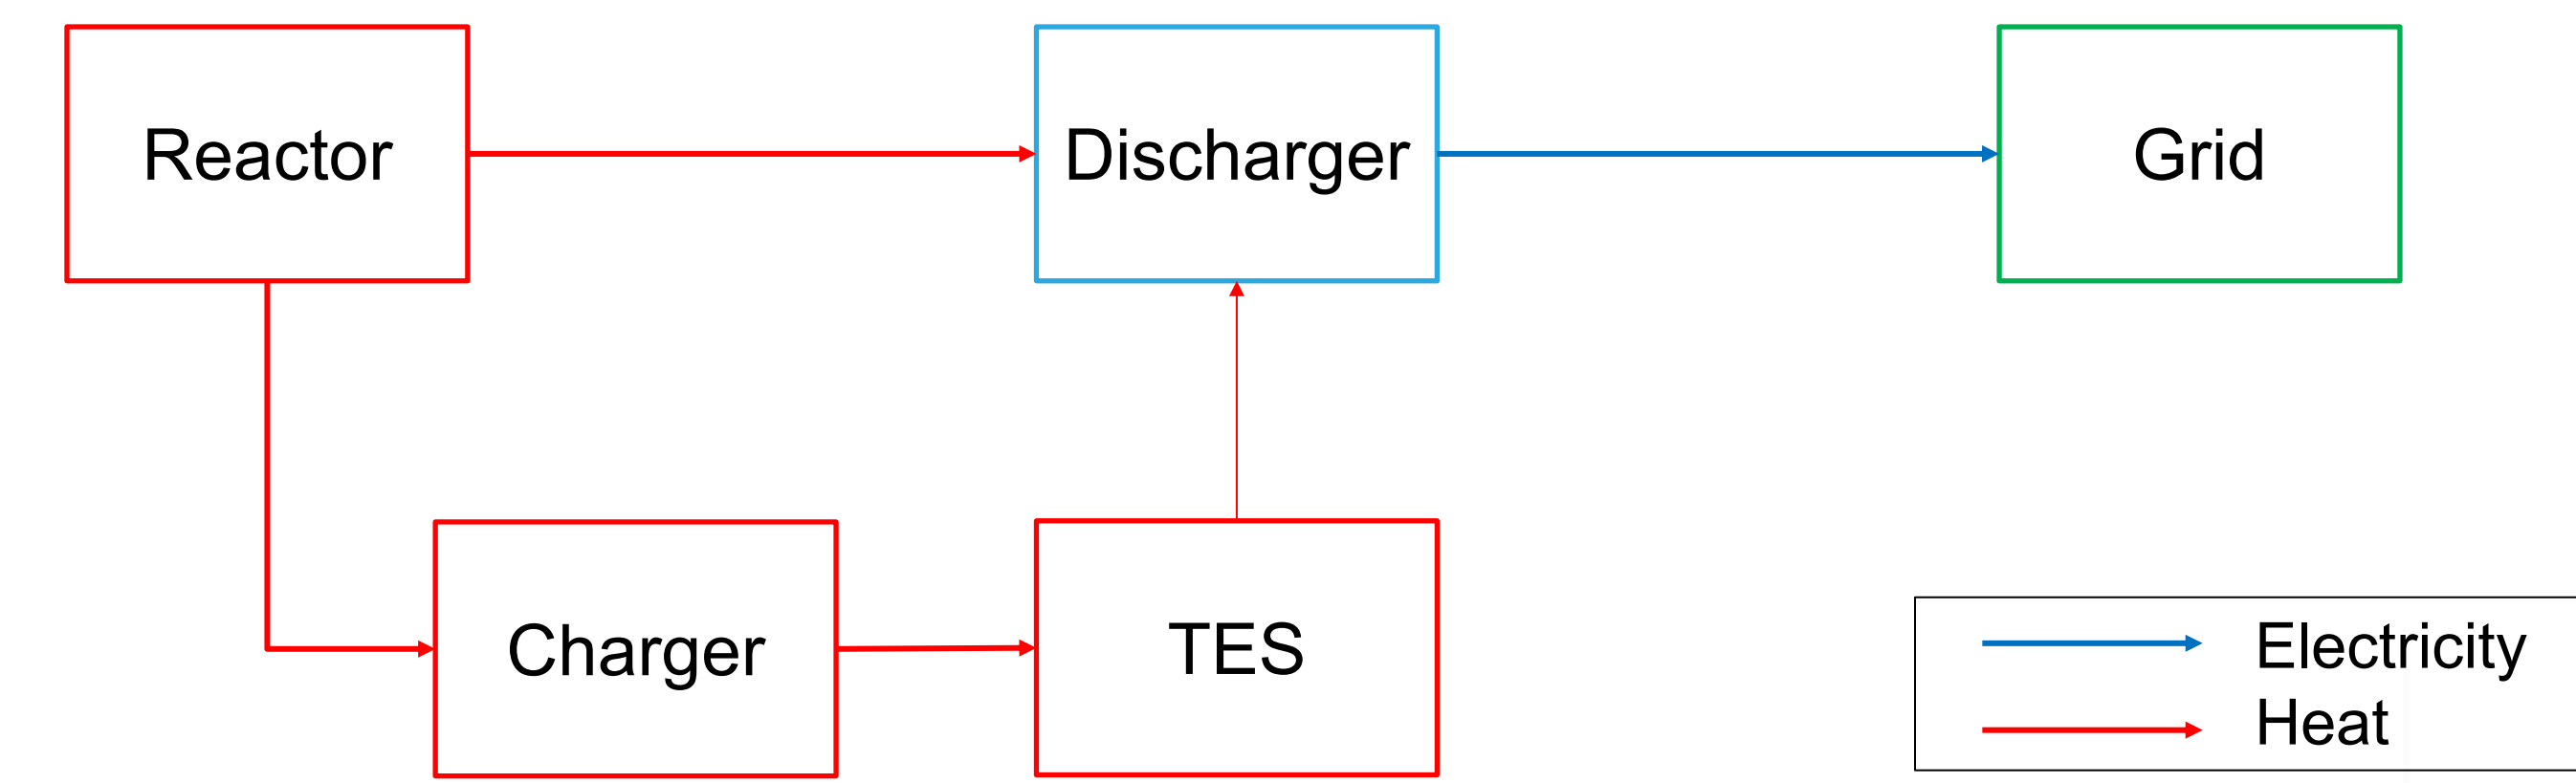 Reactor
Discharger
Grid
Charger
TES
Electricity
Heat